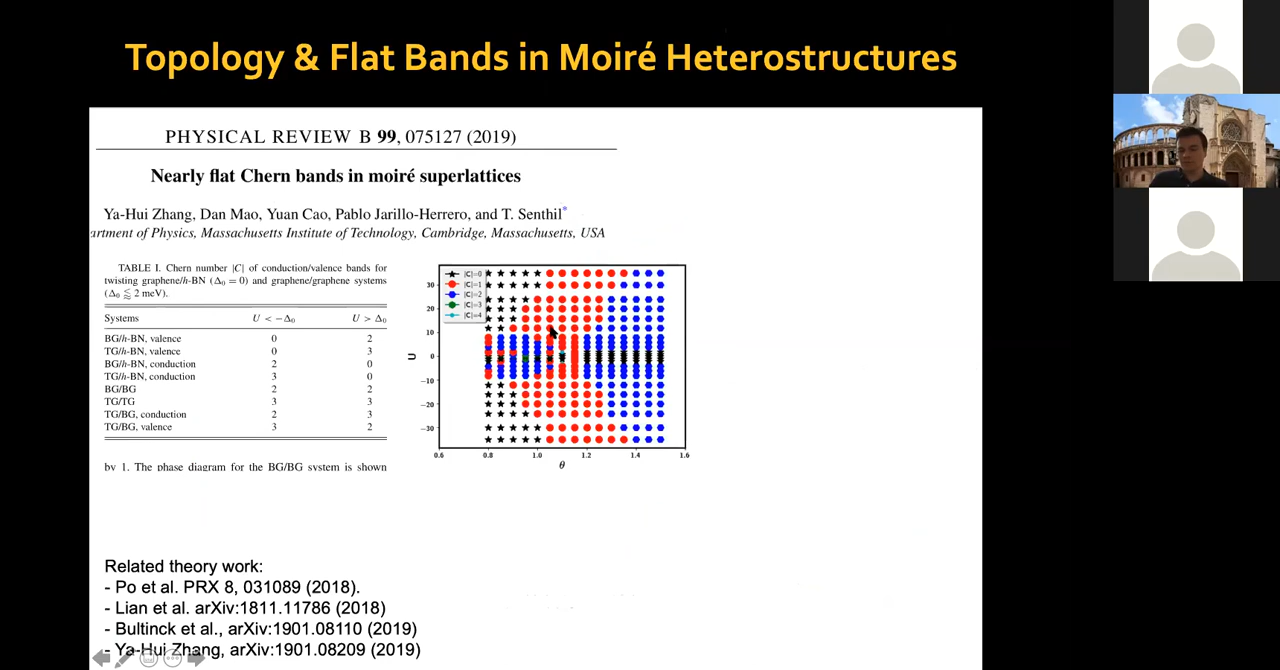 Topology & Flat Bands in Moiré Heterostructures
PHYSICAL REVIEW B 99, 075127 (2019)
Nearly flat Chern bands in moiré superlattices
Ya-Hui Zhang, Dan Mao, Yuan Cao, Pablo Jarillo-Herrero, and T. Senthil*
artment of Physics, Massachusetts Institute of Technology, Cambridge, Massachusetts, USA
TABLE I. Chern number |C| of conduction/valence bands for
twisting graphene/h-BN (Δ0 = 0) and graphene/graphene systems
(Δ0 ≲ 2 meV).
Systems U < −Δ0 U > Δ0
BG/h-BN, valence 0 2
TG/h-BN, valence 0 3
BG/h-BN, conduction 2 0
TG/h-BN, conduction 3 0
BG/BG 2 2
TG/TG 3 3
TG/BG, conduction 2 3
TG/BG, valence 3 2
by 1. The phase diagram for the BG/BG system is shown
|C|=0
|C|=1
|C|=2
|C|=3
|C|=4
30
20
10
0
−10
−20
−30
U
0.6 0.8 1.0 1.2 1.4 1.6
θ
Related theory work:
- Po et al. PRX 8, 031089 (2018).
- Lian et al. arXiv:1811.11786 (2018)
- Bultinck et al., arXiv:1901.08110 (2019)
- Ya-Hui Zhang, arXiv:1901.08209 (2019)